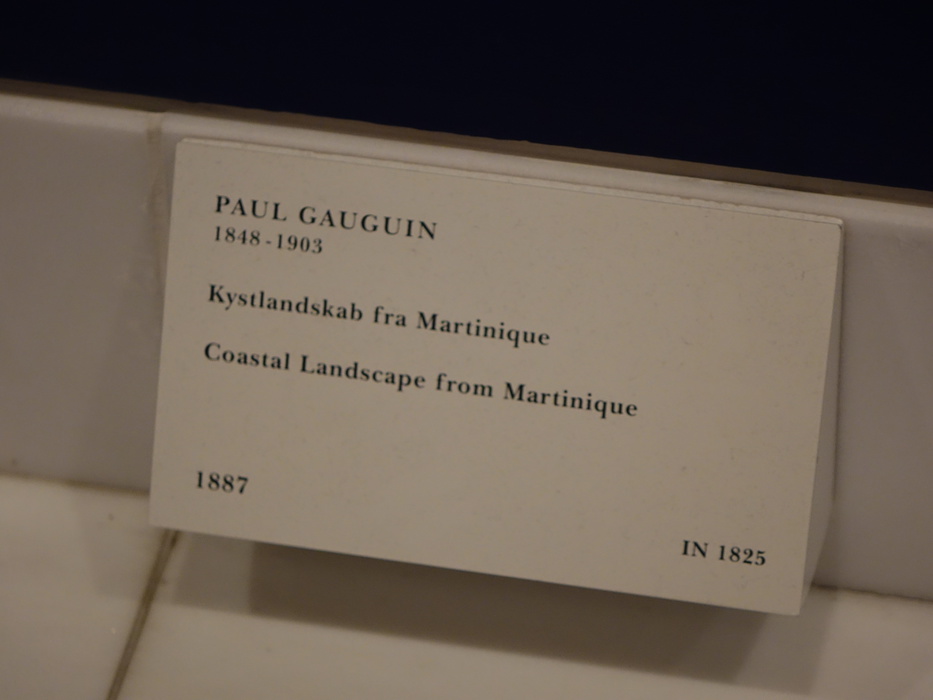 PAUL GAUGUIN
1848-1903
Kystlandskab fra Martinique
Coastal Landscape from Martinique
1887
IN 1825